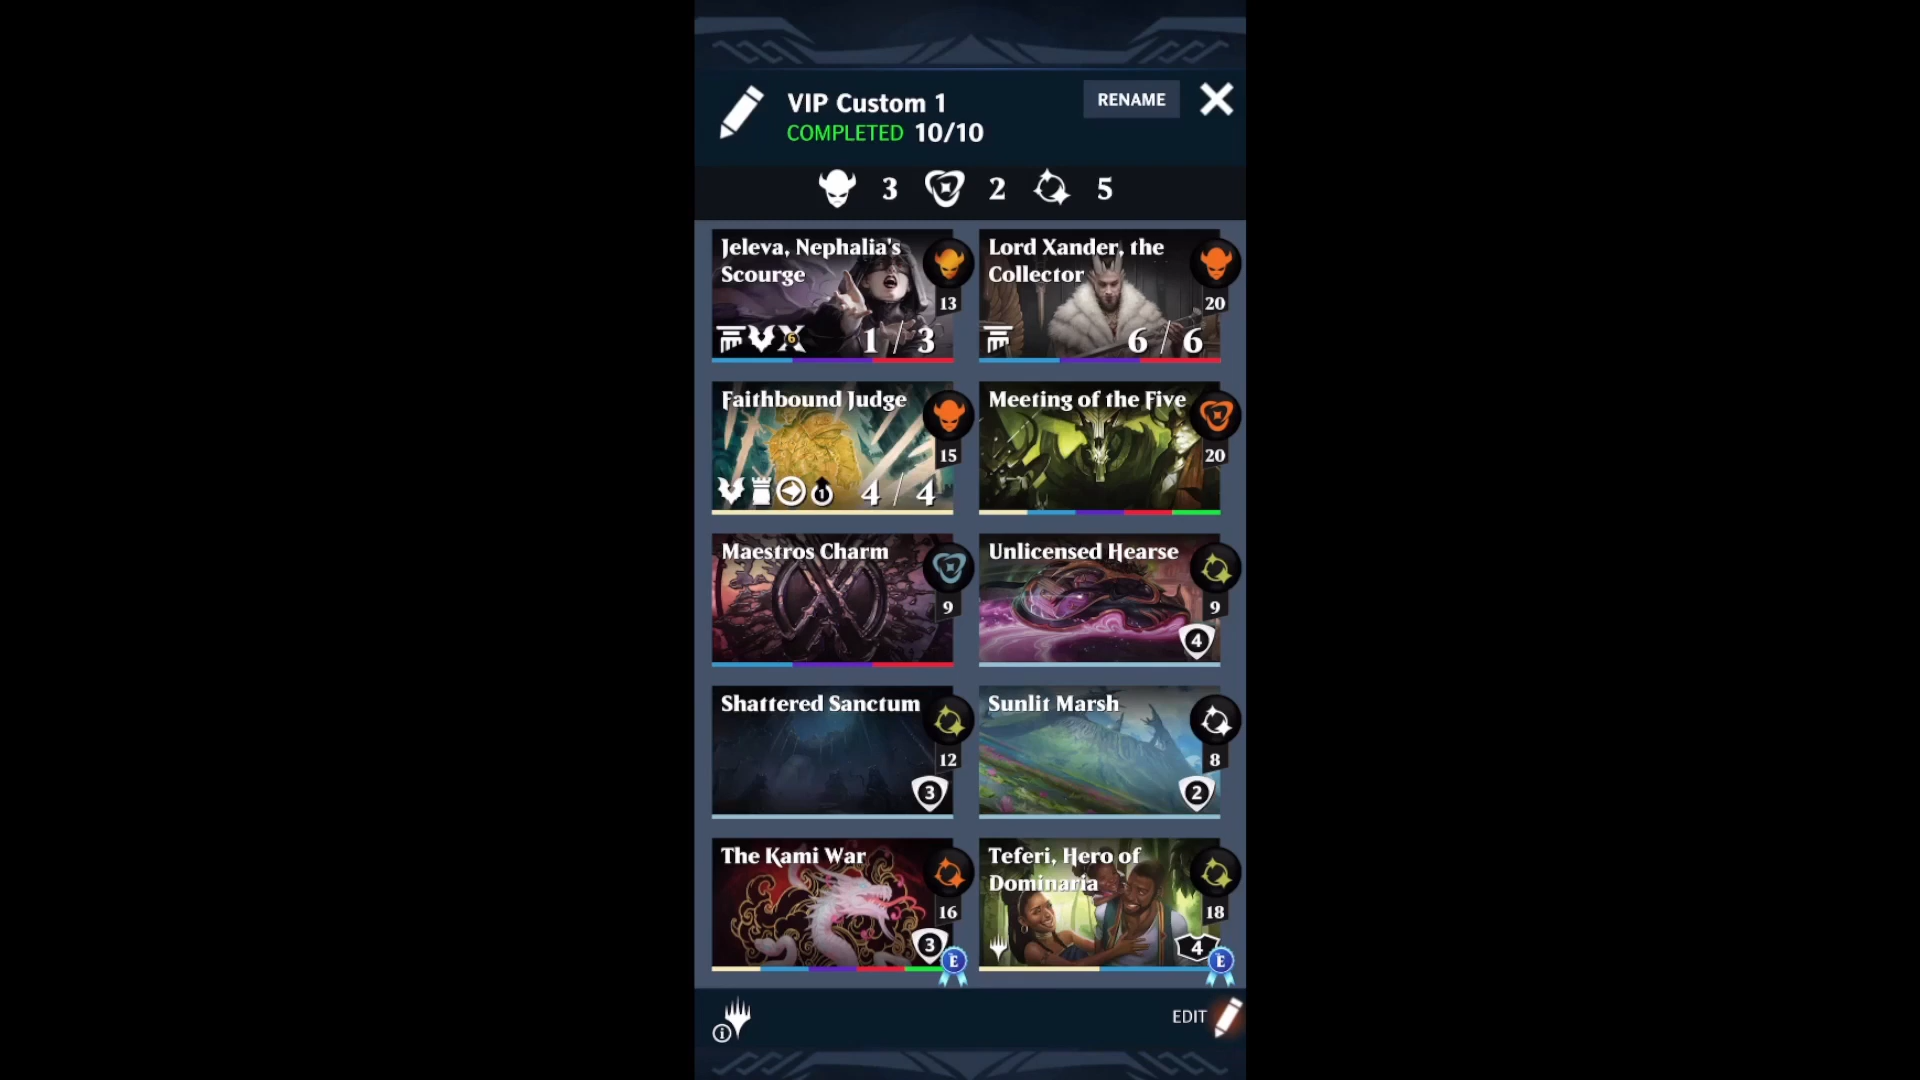 VIP Custom 1
RENAME
COMPLETED 10/10
3 2 5
Jeleva, Nephalia's
Scourge
13
6
1 / 3
Lord Xander, the
Collector
20
6 / 6
Faithbound Judge
15
1
4 / 4
Meeting of the Five
20
Maestros Charm
9
Unlicensed Hearse
9
4
Shattered Sanctum
12
3
Sunlit Marsh
8
2
The Kami War
16
3
E
Teferi, Hero of
Dominaria
18
4
E
i
EDIT